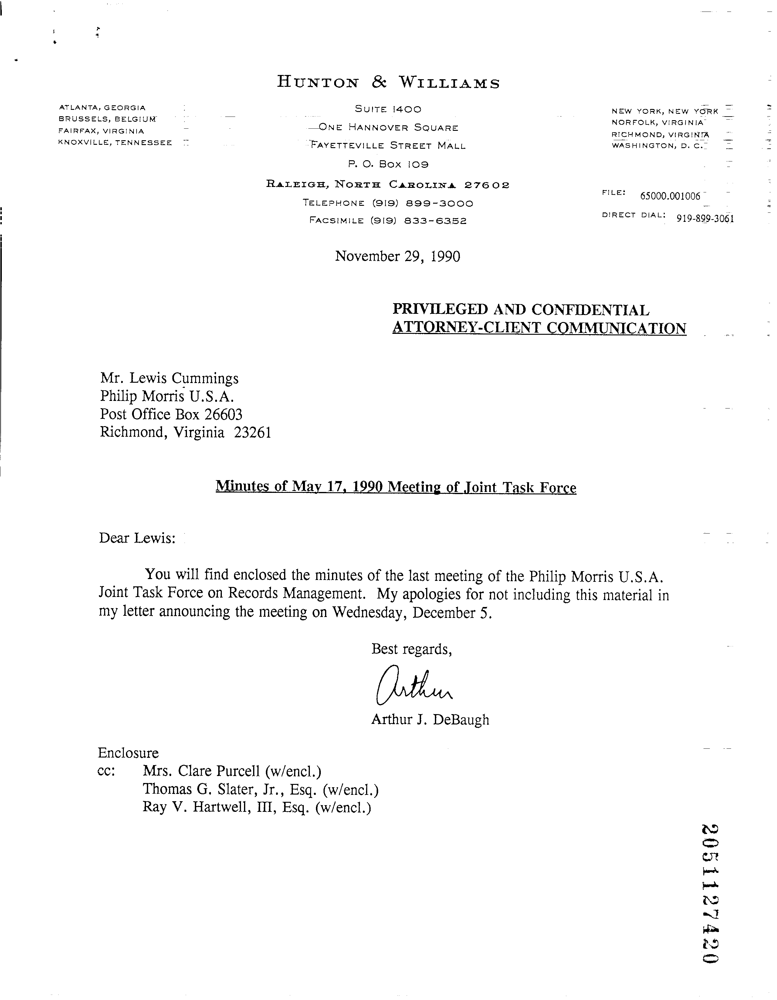 HUNTON & WILLIAMS
ATLANTA, GEORGIA
BRUSSELS, BELGIUM
FAIRFAX, VIRGINIA
KNOXVILLE, TENNESSEE
SUITE 1400
ONE HANNOVER SQUARE
FAYETTEVILLE STREET MALL
P. O. BOX 109
RALEIGH, NORTH CAROLINA 27602
TELEPHONE (919) 899-3000
FACSIMILE (919) 833-6352
NEW YORK, NEW YORK
NORFOLK, VIRGINIA
RICHMOND, VIRGINIA
WASHINGTON, D. C.
FILE: 65000.001006
DIRECT DIAL: 919-899-3061
November 29, 1990
PRIVILEGED AND CONFIDENTIAL
ATTORNEY-CLIENT COMMUNICATION
Mr. Lewis Cummings
Philip Morris U.S.A.
Post Office Box 26603
Richmond, Virginia 23261
Minutes of May 17, 1990 Meeting of Joint Task Force
Dear Lewis:
You will find enclosed the minutes of the last meeting of the Philip Morris U.S.A.
Joint Task Force on Records Management. My apologies for not including this material in
my letter announcing the meeting on Wednesday, December 5.
Best regards,
Arthur
Arthur J. DeBaugh
Enclosure
cc: Mrs. Clare Purcell (w/encl.)
Thomas G. Slater, Jr., Esq. (w/encl.)
Ray V. Hartwell, III, Esq. (w/encl.)
2051127420